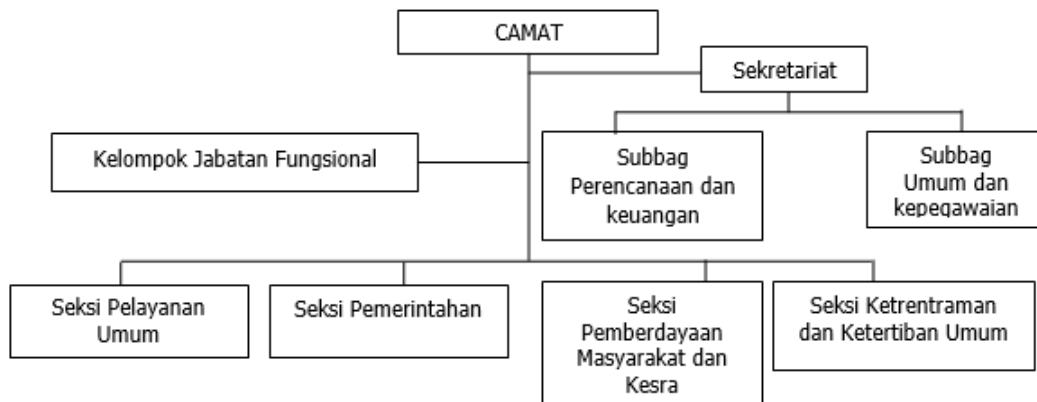 CAMAT
Sekretariat
Kelompok Jabatan Fungsional
Subbag
Perencanaan dan
keuangan
Subbag
Umum dan
kepegawaian
Seksi Pelayanan
Umum
Seksi Pemerintahan
Seksi
Pemberdayaan
Masyarakat dan
Kesra
Seksi Ketrentraman
dan Ketertiban Umum